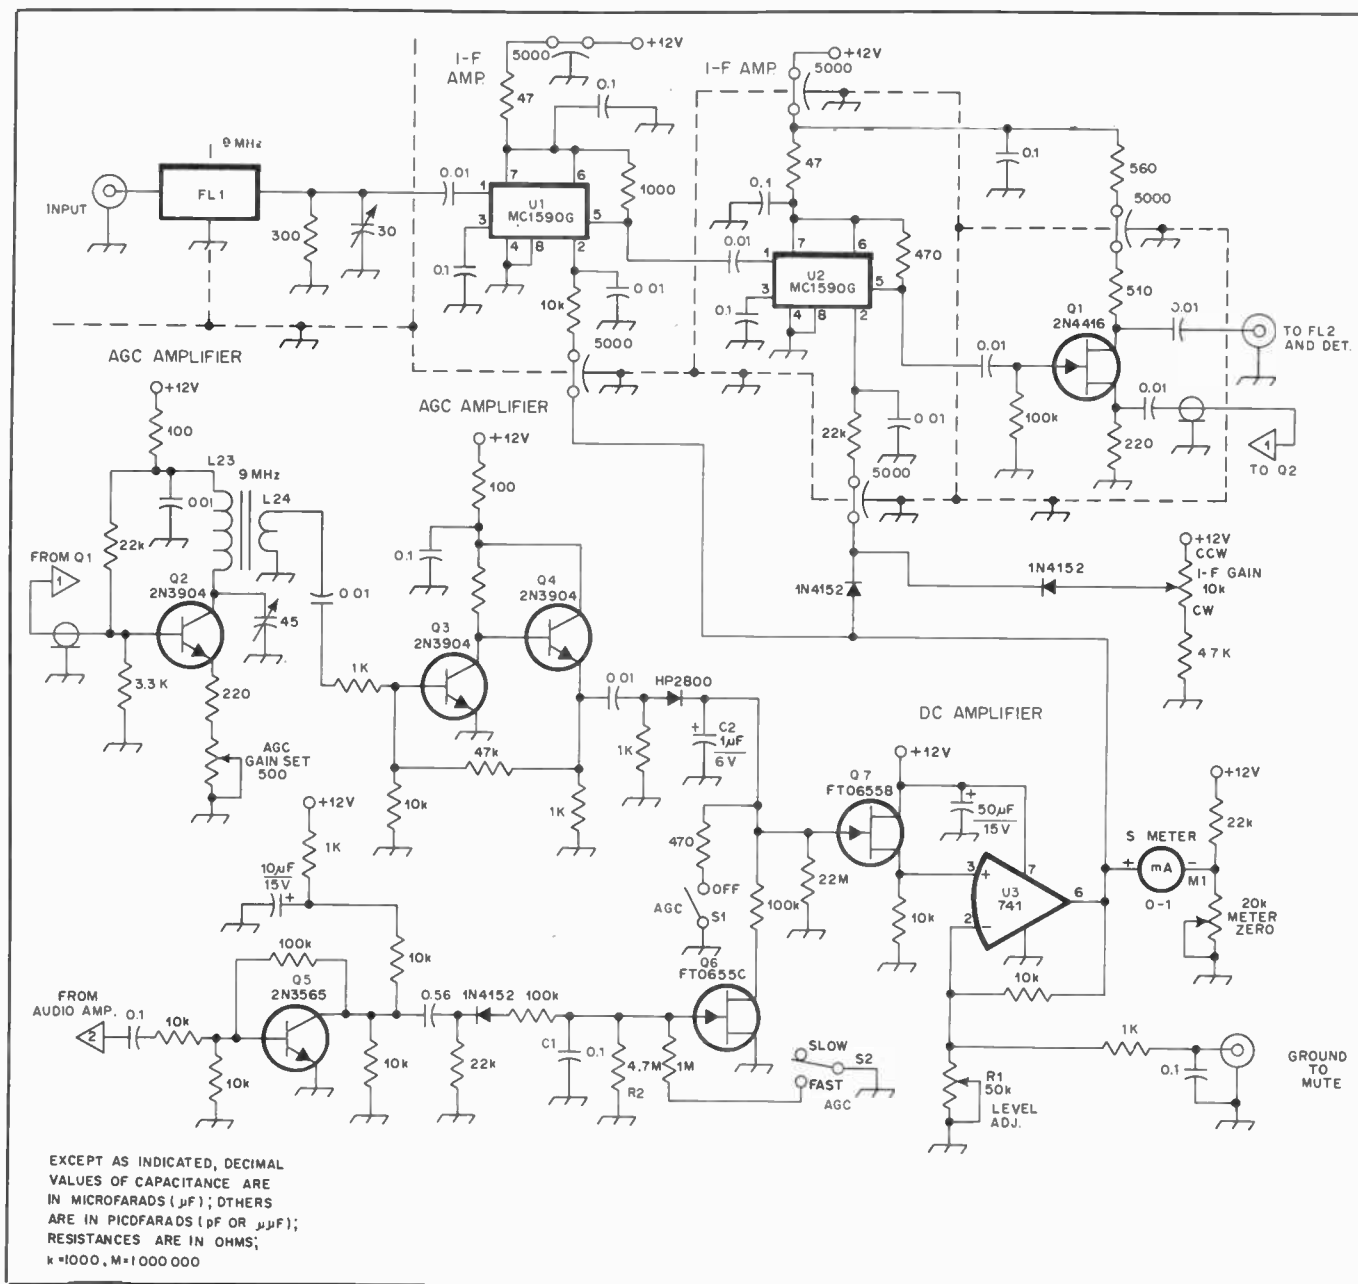 9 MHz
FL1
INPUT
300
30
0.01
I-F
AMP.
5000
+12V
47
0.1
7
6
1000
1
U1
MC1590G
5
3
4
8
2
0.1
10k
0.01
5000
I-F AMP.
+12V
5000
47
0.1
0.1
560
5000
510
0.01
7
6
470
1
U2
MC1590G
5
3
4
8
2
0.1
22k
0.01
5000
Q1
2N4416
0.01
TO FL2
AND DET.
0.01
100k
0.01
220
1
TO Q2
AGC AMPLIFIER
+12V
100
L23
9 MHz
L24
001
22k
FROM Q1
1
Q2
2N3904
45
3.3 K
220
AGC
GAIN SET
500
0 01
AGC AMPLIFIER
+12V
100
0.1
Q4
2N3904
Q3
2N3904
1K
47k
10k
1K
0 01
HP2800
1K
+
C2
1µF
6V
1N4152
1N4152
+12V
CCW
I-F GAIN
10k
CW
4.7 K
DC AMPLIFIER
+12V
Q7
FT0655B
+
50µF
15V
470
OFF
AGC
S1
22M
100k
10k
3
+
7
U3
741
6
2
−
10k
S METER
+
mA
−
M1
0-1
+12V
22k
20k
METER
ZERO
+12V
1K
10µF
15V
+
100k
10k
Q5
2N3565
FROM
AUDIO AMP.
2
0.1
10k
10k
10k
0.56
1N4152
100k
22k
C1
0.1
4.7M
R2
1M
Q6
FT0655C
SLOW
S2
FAST
AGC
R1
50k
LEVEL
ADJ.
1K
0.1
GROUND
TO
MUTE
EXCEPT AS INDICATED, DECIMAL
VALUES OF CAPACITANCE ARE
IN MICROFARADS (µF); OTHERS
ARE IN PICOFARADS (pF OR µµF);
RESISTANCES ARE IN OHMS;
k=1000, M=1000 000